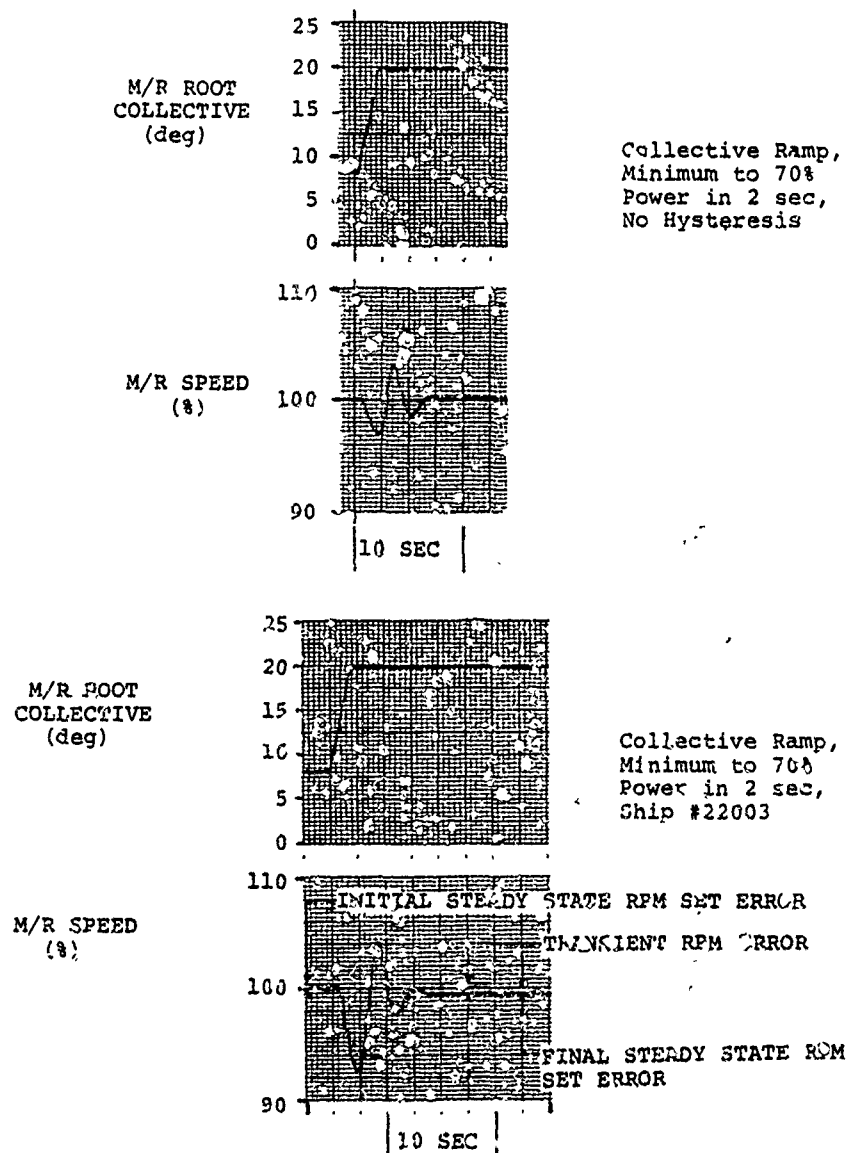 25
20
15
10
5
0
M/R ROOT
COLLECTIVE
(deg)
Collective Ramp,
Minimum to 70%
Power in 2 sec,
No Hysteresis
110
100
90
M/R SPEED
(%)
10 SEC
25
20
15
10
5
0
M/R ROOT
COLLECTIVE
(deg)
Collective Ramp,
Minimum to 70%
Power in 2 sec,
Ship #22003
110
100
90
M/R SPEED
(%)
INITIAL STEADY STATE RPM SET ERROR
TRANSIENT RPM ERROR
FINAL STEADY STATE RPM
SET ERROR
10 SEC